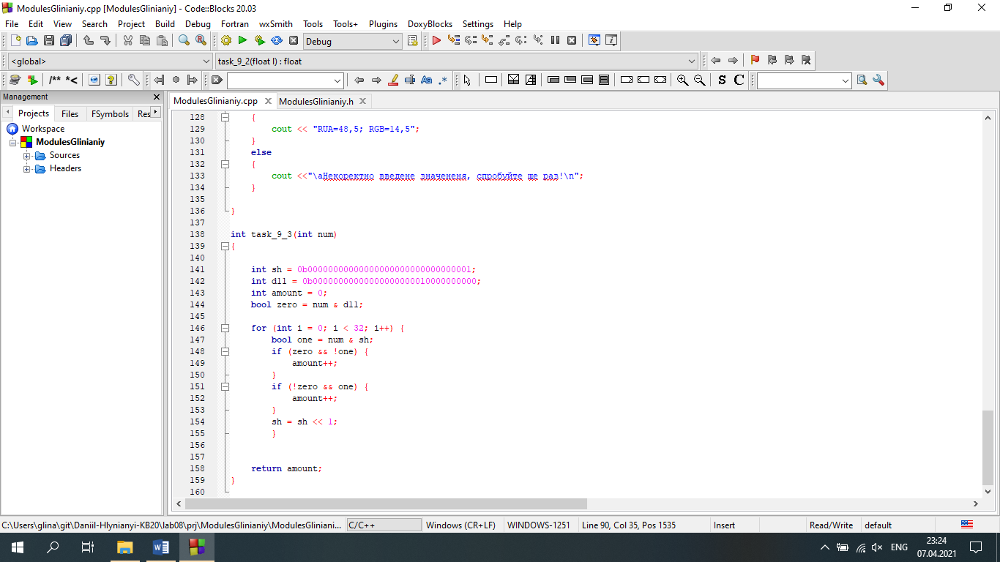 ModulesGlinianiy.cpp [ModulesGlinianiy] - Code::Blocks 20.03
File Edit View Search Project Build Debug Fortran wxSmith Tools Tools+ Plugins DoxyBlocks Settings Help
Debug
<global> task_9_2(float l) : float
/** *< Aa .* S C
Management
Projects Files FSymbols Res
Workspace
ModulesGlinianiy
Sources
Headers
ModulesGlinianiy.cpp ModulesGlinianiy.h
128 {
129 cout << "RUA=48,5; RGB=14,5";
130 }
131 else
132 {
133 cout <<"\aНекоректно введене значененя, спробуйте ще раз!\n";
134 }
135
136 }
137
138 int task_9_3(int num)
139 {
140
141 int sh = 0b00000000000000000000000000000001;
142 int dll = 0b00000000000000000000010000000000;
143 int amount = 0;
144 bool zero = num & dll;
145
146 for (int i = 0; i < 32; i++) {
147 bool one = num & sh;
148 if (zero && !one) {
149 amount++;
150 }
151 if (!zero && one) {
152 amount++;
153 }
154 sh = sh << 1;
155 }
156
157
158 return amount;
159 }
160
C:\Users\glina\git\Daniil-Hlynianyi-KB20\lab08\prj\ModulesGlinianiy\ModulesGliniani... C/C++ Windows (CR+LF) WINDOWS-1251 Line 90, Col 35, Pos 1535 Insert Read/Write default
ENG 23:24
07.04.2021